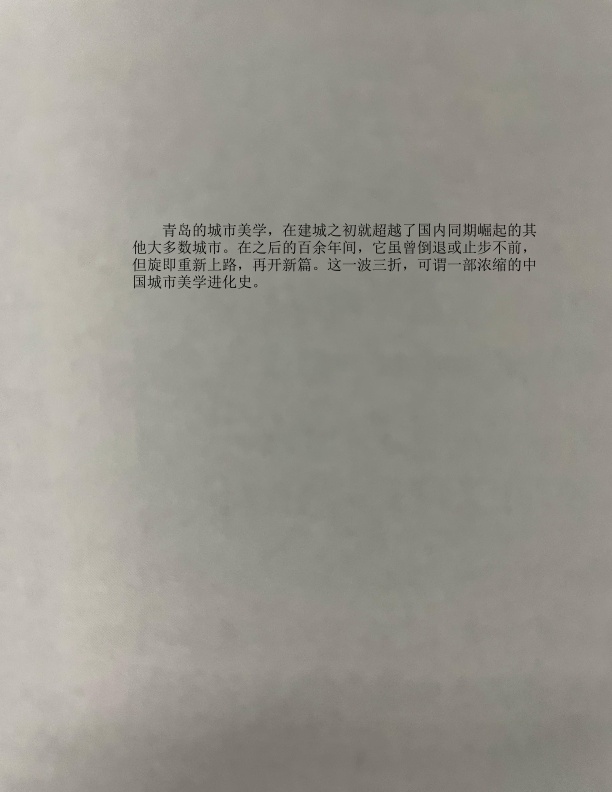 青岛的城市美学，在建城之初就超越了国内同期崛起的其
他大多数城市。在之后的百余年间，它虽曾倒退或止步不前，
但旋即重新上路，再开新篇。这一波三折，可谓一部浓缩的中
国城市美学进化史。